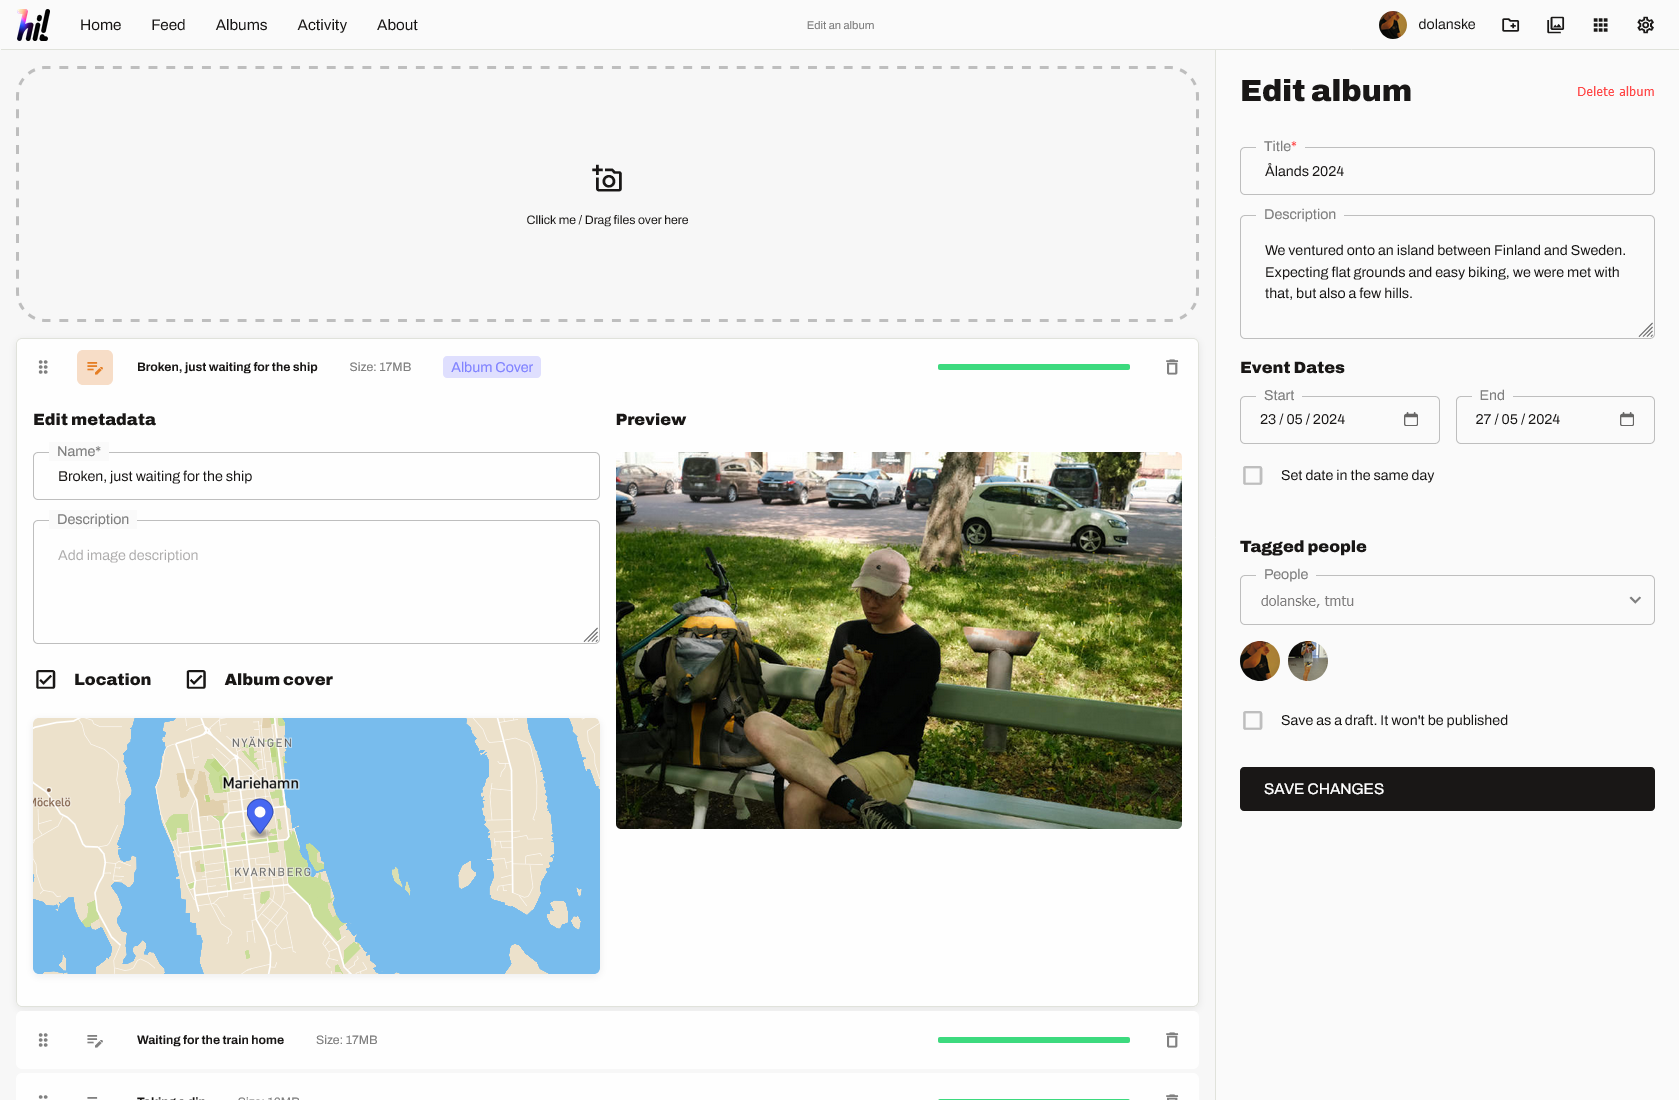 hi!
Home
Feed
Albums
Activity
About
Edit an album
dolanske
Cllick me / Drag files over here
Broken, just waiting for the ship
Size: 17MB
Album Cover
Edit metadata
Name*
Broken, just waiting for the ship
Description
Add image description
Location
Album cover
NYÄNGEN
Mariehamn
Möckelö
KVARNBERG
Preview
Waiting for the train home
Size: 17MB
Edit album
Delete album
Title*
Ålands 2024
Description
We ventured onto an island between Finland and Sweden.
Expecting flat grounds and easy biking, we were met with
that, but also a few hills.
Event Dates
Start
23 / 05 / 2024
End
27 / 05 / 2024
Set date in the same day
Tagged people
People
dolanske, tmtu
Save as a draft. It won't be published
SAVE CHANGES